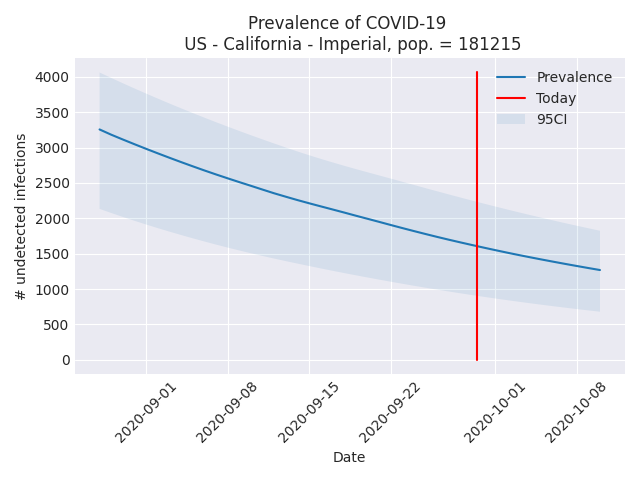 Prevalence of COVID-19
US - California - Imperial, pop. = 181215
Prevalence
Today
95CI
# undetected infections
4000
3500
3000
2500
2000
1500
1000
500
0
2020-09-01
2020-09-08
2020-09-15
2020-09-22
2020-10-01
2020-10-08
Date